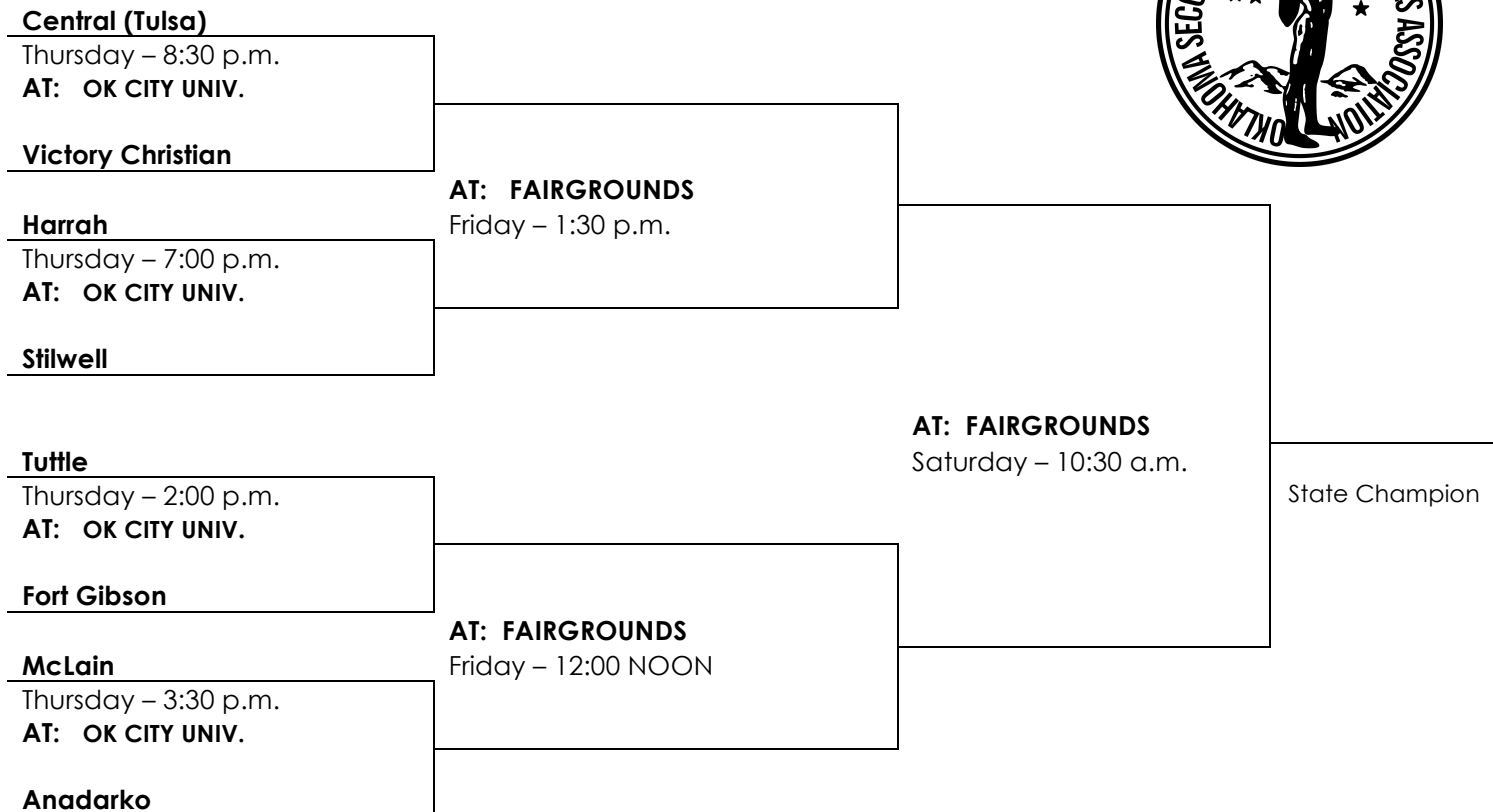 Central (Tulsa)
Thursday – 8:30 p.m.
AT: OK CITY UNIV.
Victory Christian
AT: FAIRGROUNDS
Friday – 1:30 p.m.
Harrah
Thursday – 7:00 p.m.
AT: OK CITY UNIV.
Stilwell
AT: FAIRGROUNDS
Saturday – 10:30 a.m.
State Champion
Tuttle
Thursday – 2:00 p.m.
AT: OK CITY UNIV.
Fort Gibson
AT: FAIRGROUNDS
Friday – 12:00 NOON
McLain
Thursday – 3:30 p.m.
AT: OK CITY UNIV.
Anadarko
OKLAHOMA
ASSOCIATION